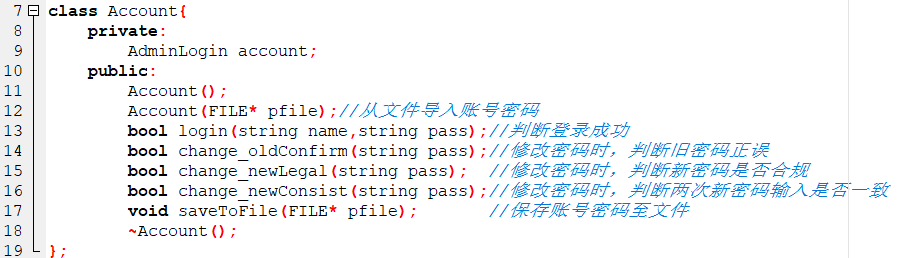 7 class Account{
8 private:
9 AdminLogin account;
10 public:
11 Account();
12 Account(FILE* pfile);//从文件导入账号密码
13 bool login(string name,string pass);//判断登录成功
14 bool change_oldConfirm(string pass);//修改密码时，判断旧密码正误
15 bool change_newLegal(string pass); //修改密码时，判断新密码是否合规
16 bool change_newConsist(string pass);//修改密码时，判断两次新密码输入是否一致
17 void saveToFile(FILE* pfile); //保存账号密码至文件
18 ~Account();
19 };